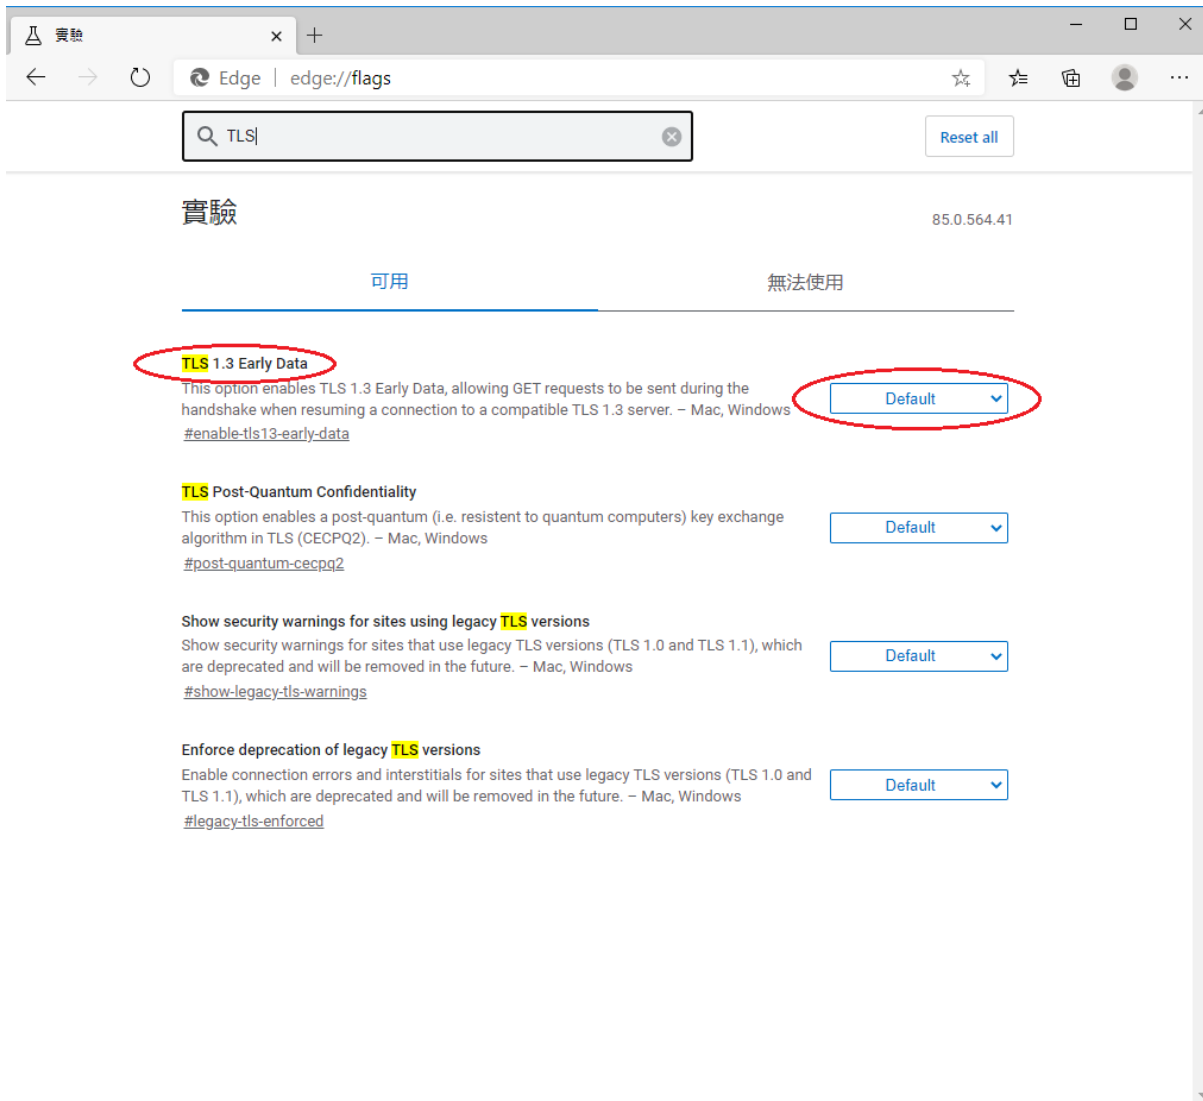 實驗
Edge | edge://flags
TLS
Reset all
實驗
85.0.564.41
可用
無法使用
TLS 1.3 Early Data
This option enables TLS 1.3 Early Data, allowing GET requests to be sent during the
handshake when resuming a connection to a compatible TLS 1.3 server. – Mac, Windows
#enable-tls13-early-data
Default
TLS Post-Quantum Confidentiality
This option enables a post-quantum (i.e. resistent to quantum computers) key exchange
algorithm in TLS (CECPQ2). – Mac, Windows
#post-quantum-cecpq2
Default
Show security warnings for sites using legacy TLS versions
Show security warnings for sites that use legacy TLS versions (TLS 1.0 and TLS 1.1), which
are deprecated and will be removed in the future. – Mac, Windows
#show-legacy-tls-warnings
Default
Enforce deprecation of legacy TLS versions
Enable connection errors and interstitials for sites that use legacy TLS versions (TLS 1.0 and
TLS 1.1), which are deprecated and will be removed in the future. – Mac, Windows
#legacy-tls-enforced
Default